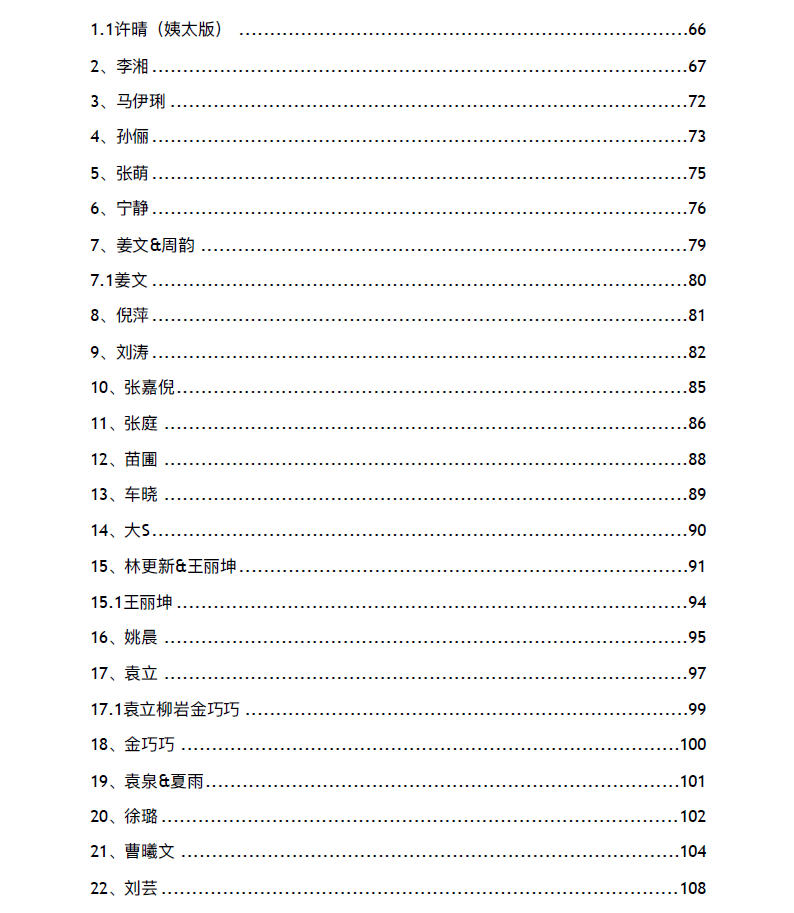 1.1许晴（姨太版） ........................................................................66
2、李湘........................................................................67
3、马伊琍........................................................................72
4、孙俪........................................................................73
5、张萌........................................................................75
6、宁静........................................................................76
7、姜文&周韵........................................................................79
7.1姜文........................................................................80
8、倪萍........................................................................81
9、刘涛........................................................................82
10、张嘉倪........................................................................85
11、张庭........................................................................86
12、苗圃........................................................................88
13、车晓........................................................................89
14、大S........................................................................90
15、林更新&王丽坤........................................................................91
15.1王丽坤........................................................................94
16、姚晨........................................................................95
17、袁立........................................................................97
17.1袁立柳岩金巧巧........................................................................99
18、金巧巧........................................................................100
19、袁泉&夏雨........................................................................101
20、徐璐........................................................................102
21、曹曦文........................................................................104
22、刘芸........................................................................108